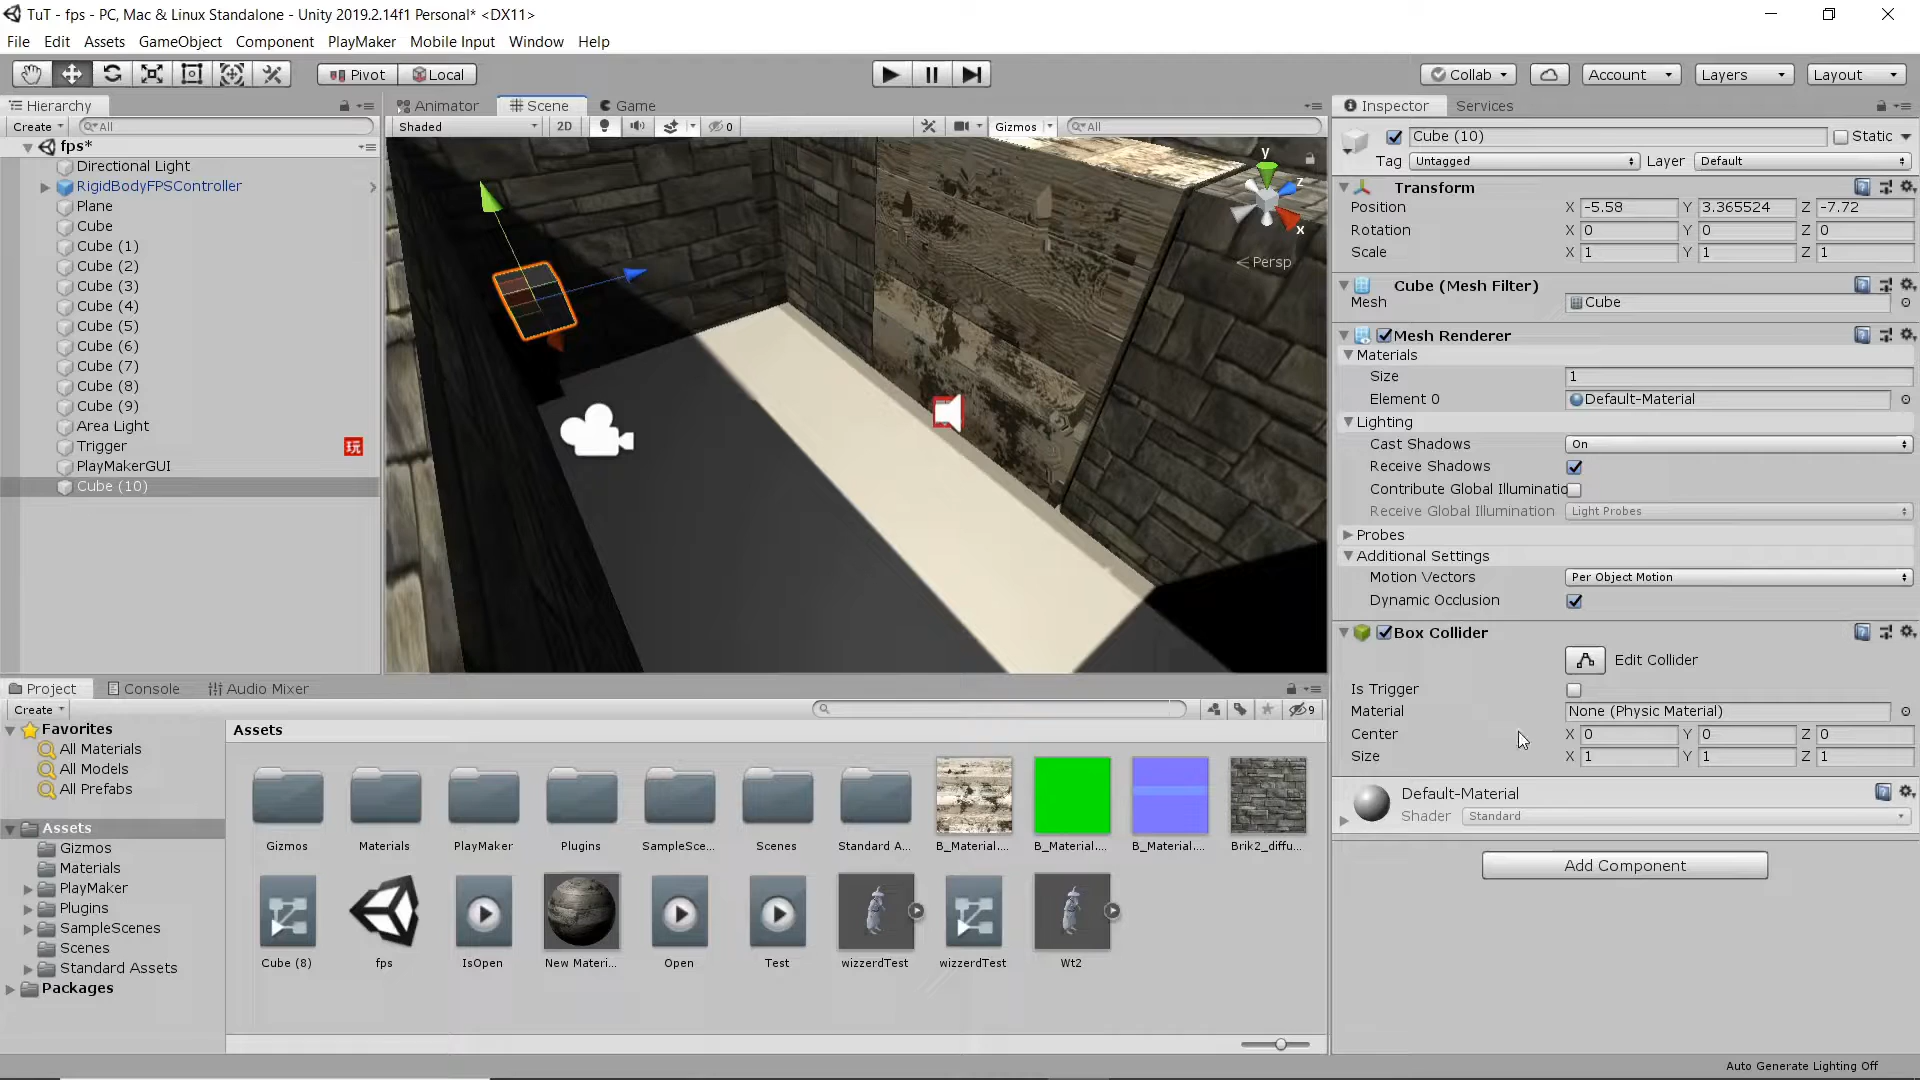 TuT - fps - PC, Mac & Linux Standalone - Unity 2019.2.14f1 Personal* <DX11>
File Edit Assets GameObject Component PlayMaker Mobile Input Window Help
Pivot Local Collab Account Layers Layout
Hierarchy
Create All
fps*
Directional Light
RigidBodyFPSController
Plane
Cube
Cube (1)
Cube (2)
Cube (3)
Cube (4)
Cube (5)
Cube (6)
Cube (7)
Cube (8)
Cube (9)
Area Light
Trigger 玩
PlayMakerGUI
Cube (10)
Animator Scene Game
Shaded 2D 0 Gizmos All
y
z
x
Persp
Inspector Services
Cube (10) Static
Tag Untagged Layer Default
Transform
Position X -5.58 Y 3.365524 Z -7.72
Rotation X 0 Y 0 Z 0
Scale X 1 Y 1 Z 1
Cube (Mesh Filter)
Mesh Cube
Mesh Renderer
Materials
Size 1
Element 0 Default-Material
Lighting
Cast Shadows On
Receive Shadows
Contribute Global Illuminatio
Receive Global Illumination Light Probes
Probes
Additional Settings
Motion Vectors Per Object Motion
Dynamic Occlusion
Box Collider
Edit Collider
Is Trigger
Material None (Physic Material)
Center X 0 Y 0 Z 0
Size X 1 Y 1 Z 1
Default-Material
Shader Standard
Add Component
Project Console Audio Mixer
Create 9
Favorites
All Materials
All Models
All Prefabs
Assets
Gizmos
Materials
PlayMaker
Plugins
SampleScenes
Scenes
Standard Assets
Packages
Assets
Gizmos Materials PlayMaker Plugins SampleSce... Scenes Standard A... B_Material.... B_Material.... B_Material.... Brik2_diffu...
Cube (8) fps IsOpen New Materi... Open Test wizzerdTest wizzerdTest Wt2
Auto Generate Lighting Off